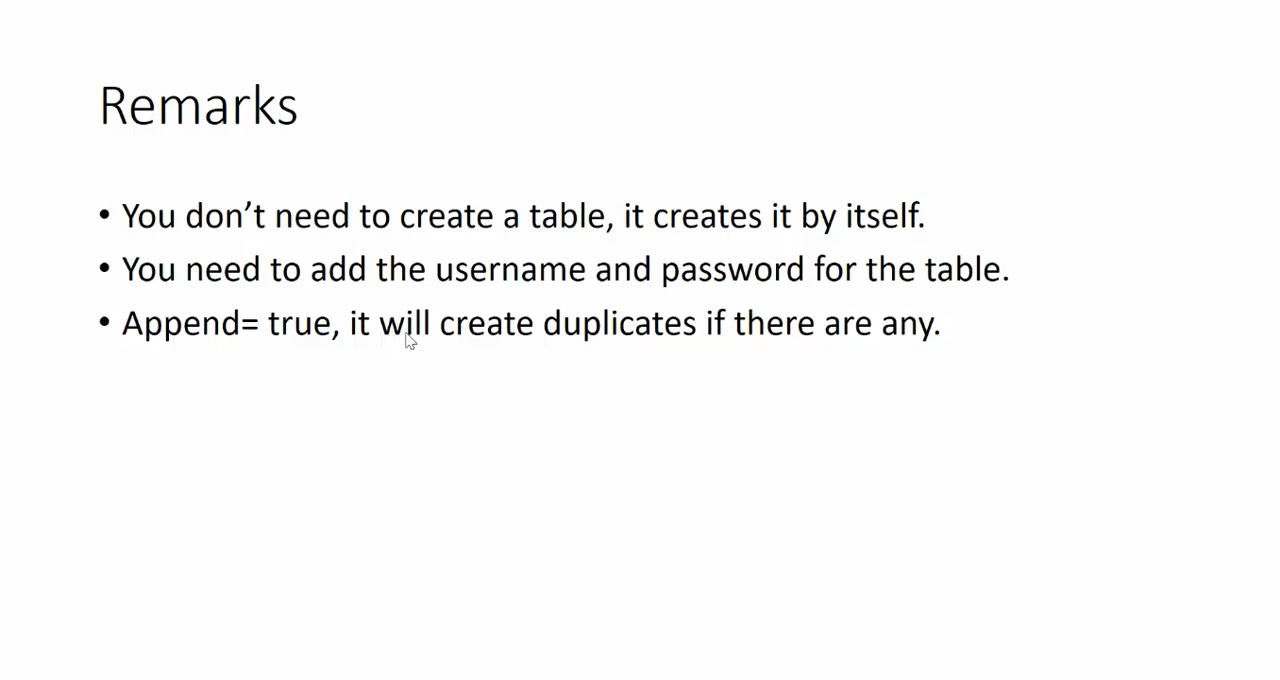 Remarks
• You don’t need to create a table, it creates it by itself.
• You need to add the username and password for the table.
• Append= true, it will create duplicates if there are any.